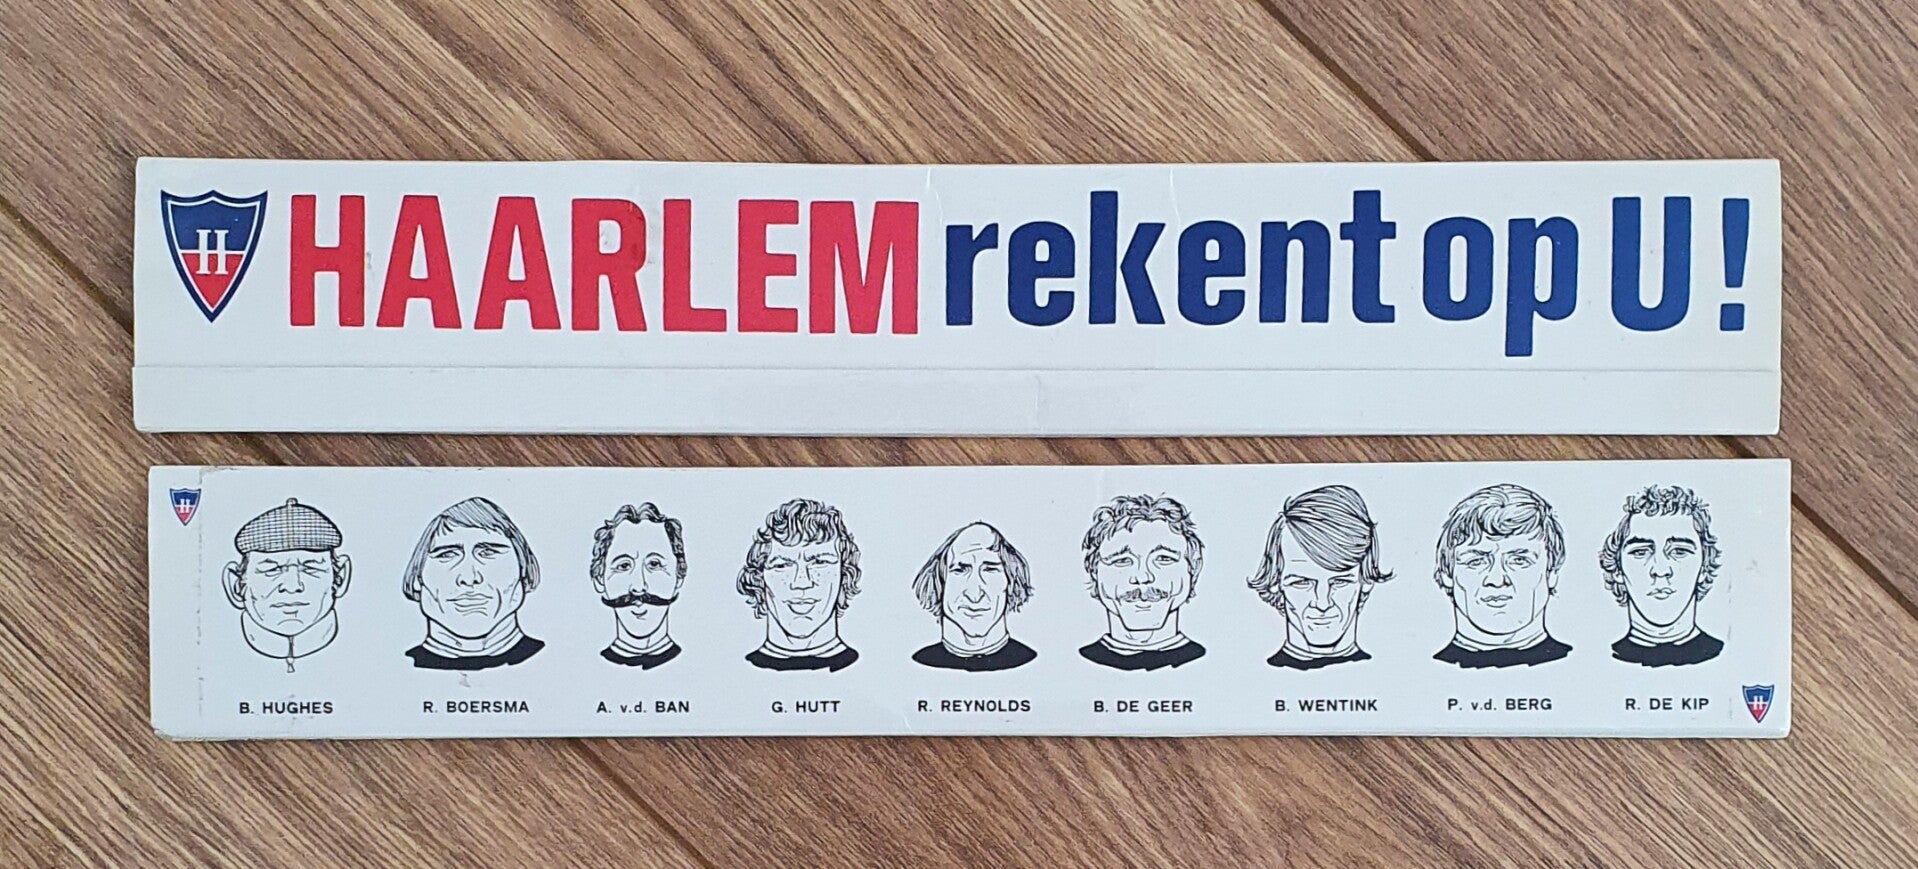 H HAARLEM rekent op U!
H
B. HUGHES R. BOERSMA A. v.d. BAN G. HUTT R. REYNOLDS B. DE GEER B. WENTINK P. v.d. BERG R. DE KIP
H